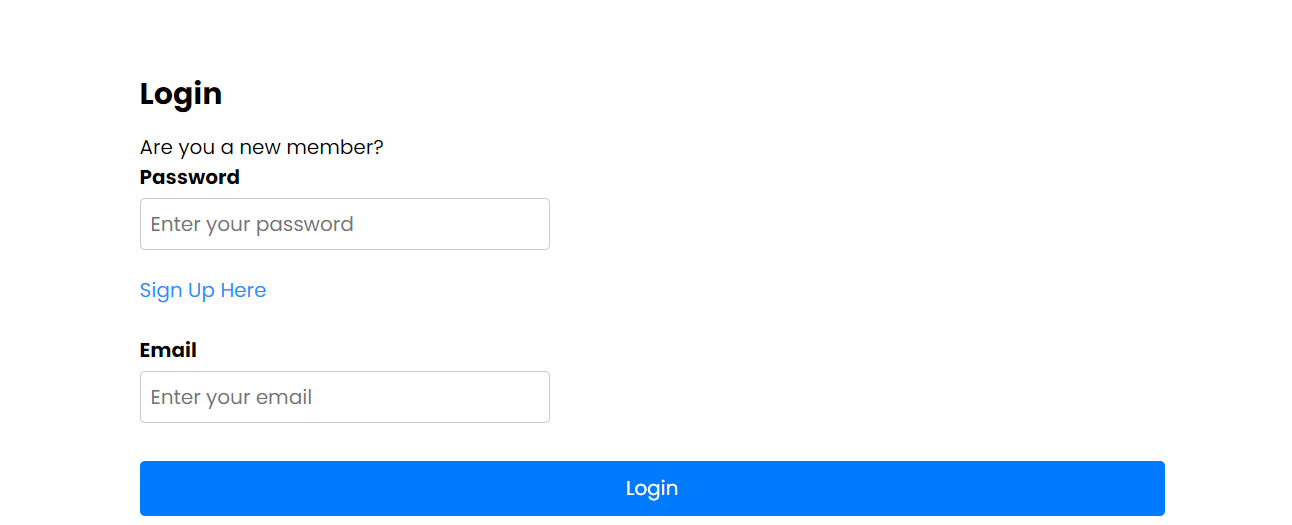 Login
Are you a new member?
Password
Enter your password
Sign Up Here
Email
Enter your email
Login